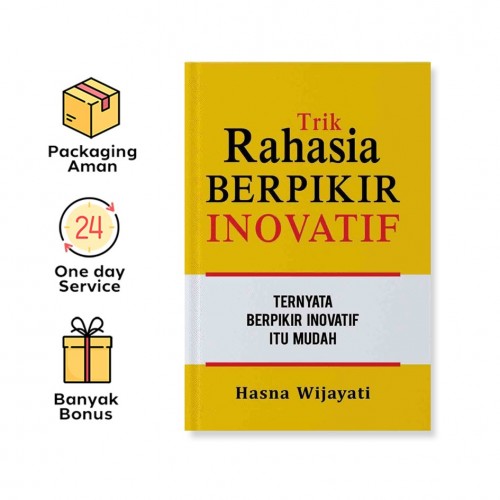 Packaging
Aman
24
One day
Service
Banyak
Bonus
Trik
Rahasia
BERPIKIR
INOVATIF
TERNYATA
BERPIKIR INOVATIF
ITU MUDAH
Hasna Wijayati